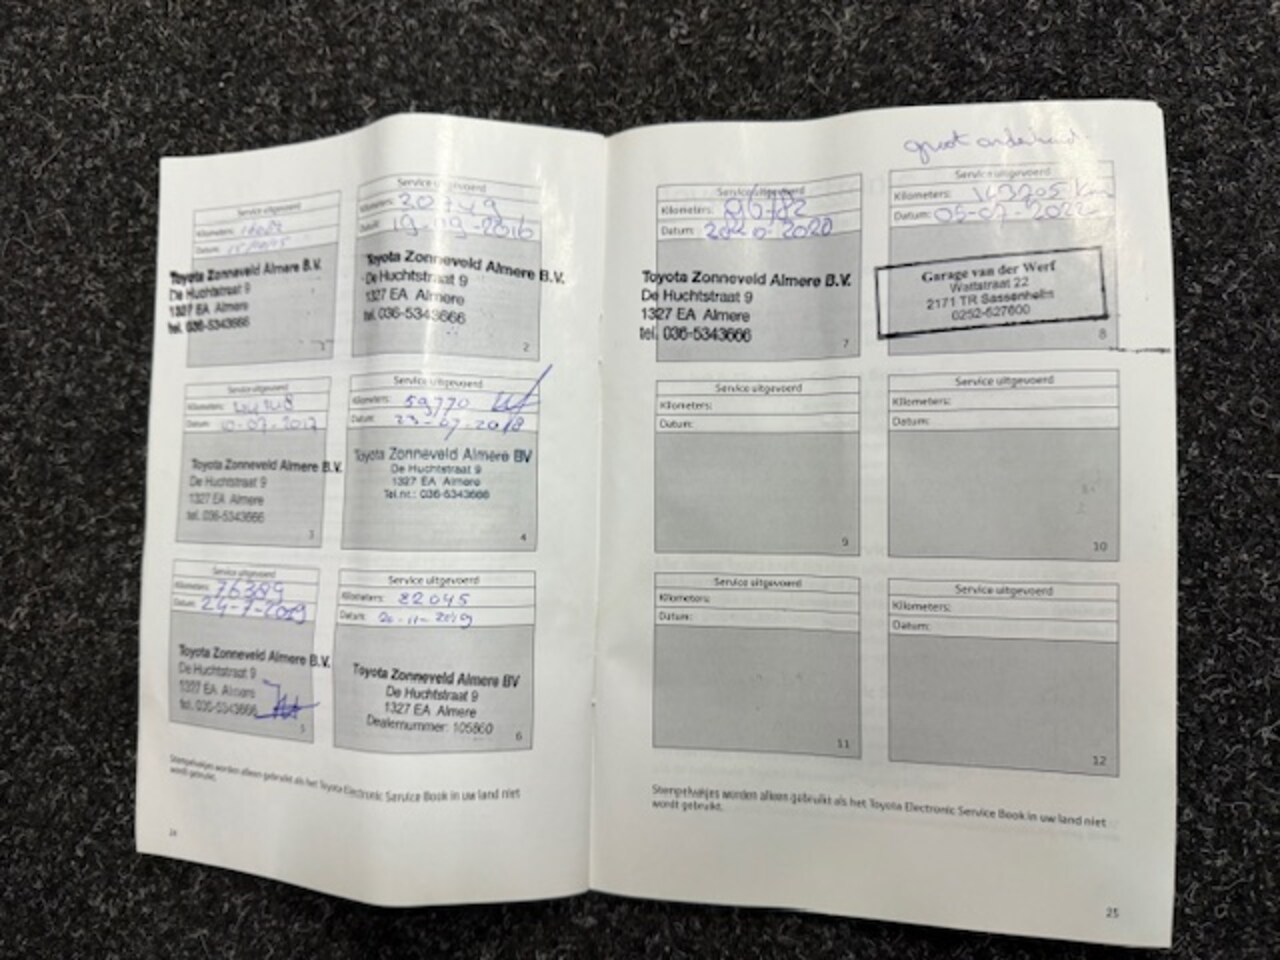 Service uitgevoerd
Kilometers:
Datum:
Toyota Zonneveld Almere B.V.
De Huchtstraat 9
1327 EA Almere
tel. 036-5343666
Service uitgevoerd
Kilometers: 20749
Datum: 19-09-2016
Toyota Zonneveld Almere B.V.
De Huchtstraat 9
1327 EA Almere
tel. 036-5343666
2
Service uitgevoerd
Kilometers:
Datum: 10-07-2017
Toyota Zonneveld Almere B.V.
De Huchtstraat 9
1327 EA Almere
tel. 036-5343666
3
Service uitgevoerd
Kilometers: 59770
Datum: 23-07-2018
Toyota Zonneveld Almere BV
De Huchtstraat 9
1327 EA Almere
Tel.nr.: 036-5343666
4
Service uitgevoerd
Kilometers: 76389
Datum: 24-7-2019
Toyota Zonneveld Almere B.V.
De Huchtstraat 9
1327 EA Almere
tel. 036-5343666
5
Service uitgevoerd
Kilometers: 82045
Datum: 20-11-2019
Toyota Zonneveld Almere BV
De Huchtstraat 9
1327 EA Almere
Dealernummer: 105860
6
Stempelvakjes worden alleen gebruikt als het Toyota Electronic Service Book in uw land niet
wordt gebruikt.
24
Service uitgevoerd
Kilometers: 96782
Datum: 2020
Toyota Zonneveld Almere B.V.
De Huchtstraat 9
1327 EA Almere
tel. 036-5343666
7
groot onderhoud
Service uitgevoerd
Kilometers: 143205 Km
Datum: 05-07-2022
Garage van der Werf
Wattstraat 22
2171 TR Sassenheim
0252-627600
8
Service uitgevoerd
Kilometers:
Datum:
9
Service uitgevoerd
Kilometers:
Datum:
10
Service uitgevoerd
Kilometers:
Datum:
11
Service uitgevoerd
Kilometers:
Datum:
12
Stempelvakjes worden alleen gebruikt als het Toyota Electronic Service Book in uw land niet
wordt gebruikt.
25